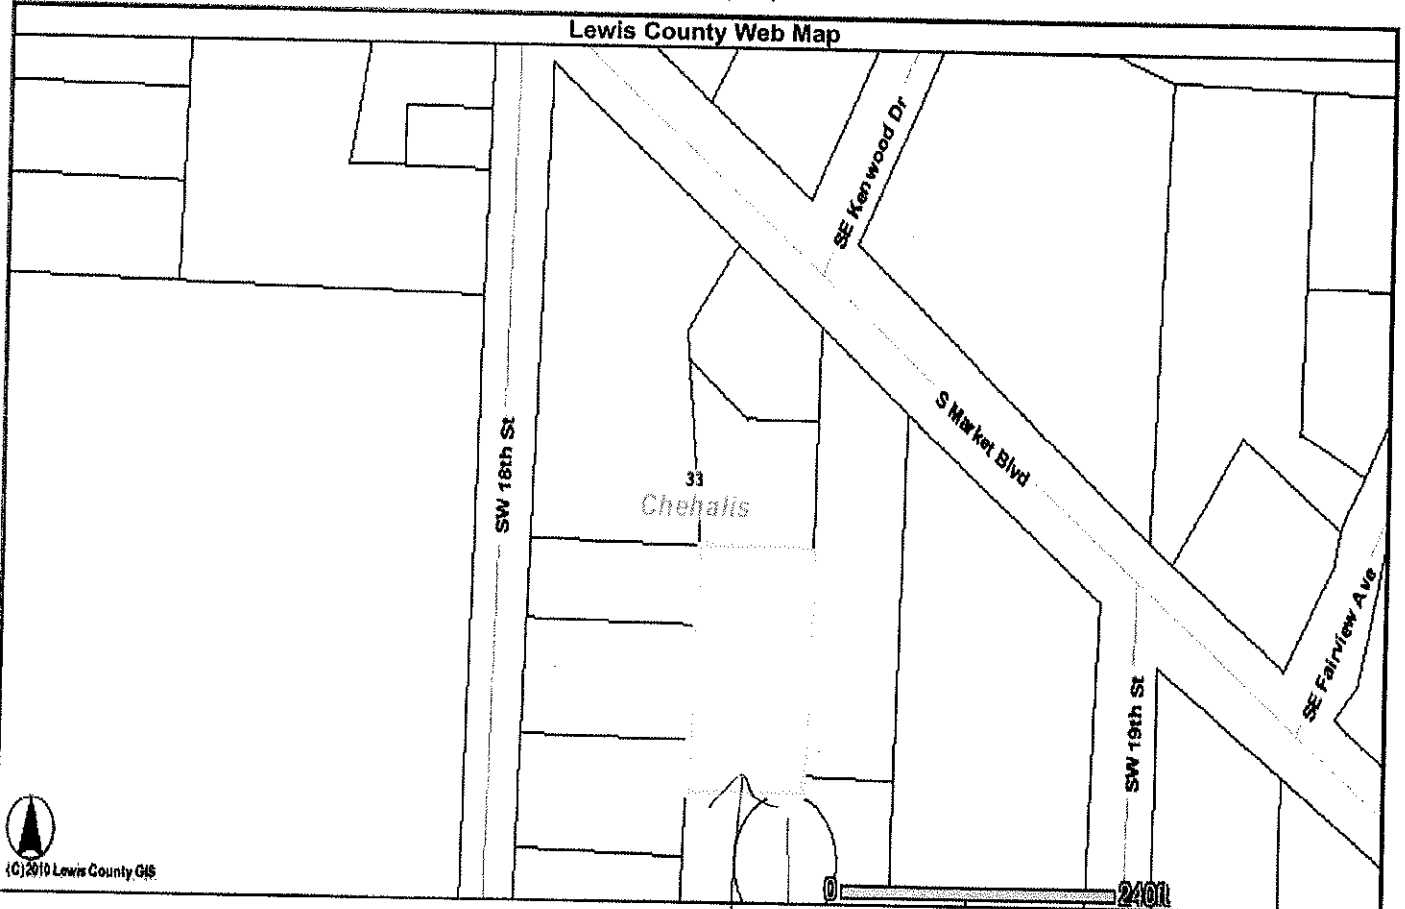 Lewis County Web Map
SE Kenwood Dr
S Market Blvd
SW 18th St
33
Chehalis
SE Fairview Ave
SW 19th St
(C)2010 Lewis County GIS
0 240ft